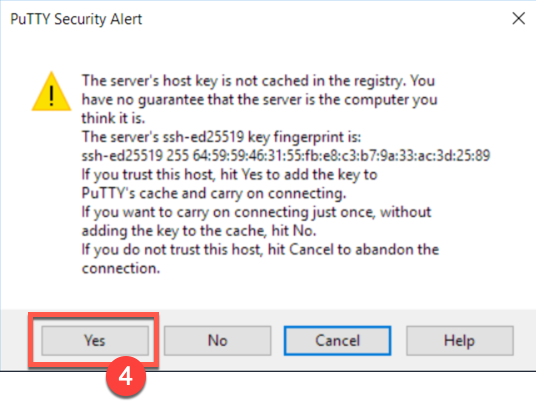 PuTTY Security Alert
The server's host key is not cached in the registry. You
have no guarantee that the server is the computer you
think it is.
The server's ssh-ed25519 key fingerprint is:
ssh-ed25519 255 64:59:59:46:31:55:fb:e8:c3:b7:9a:33:ac:3d:25:89
If you trust this host, hit Yes to add the key to
PuTTY's cache and carry on connecting.
If you want to carry on connecting just once, without
adding the key to the cache, hit No.
If you do not trust this host, hit Cancel to abandon the
connection.
Yes No Cancel Help
4